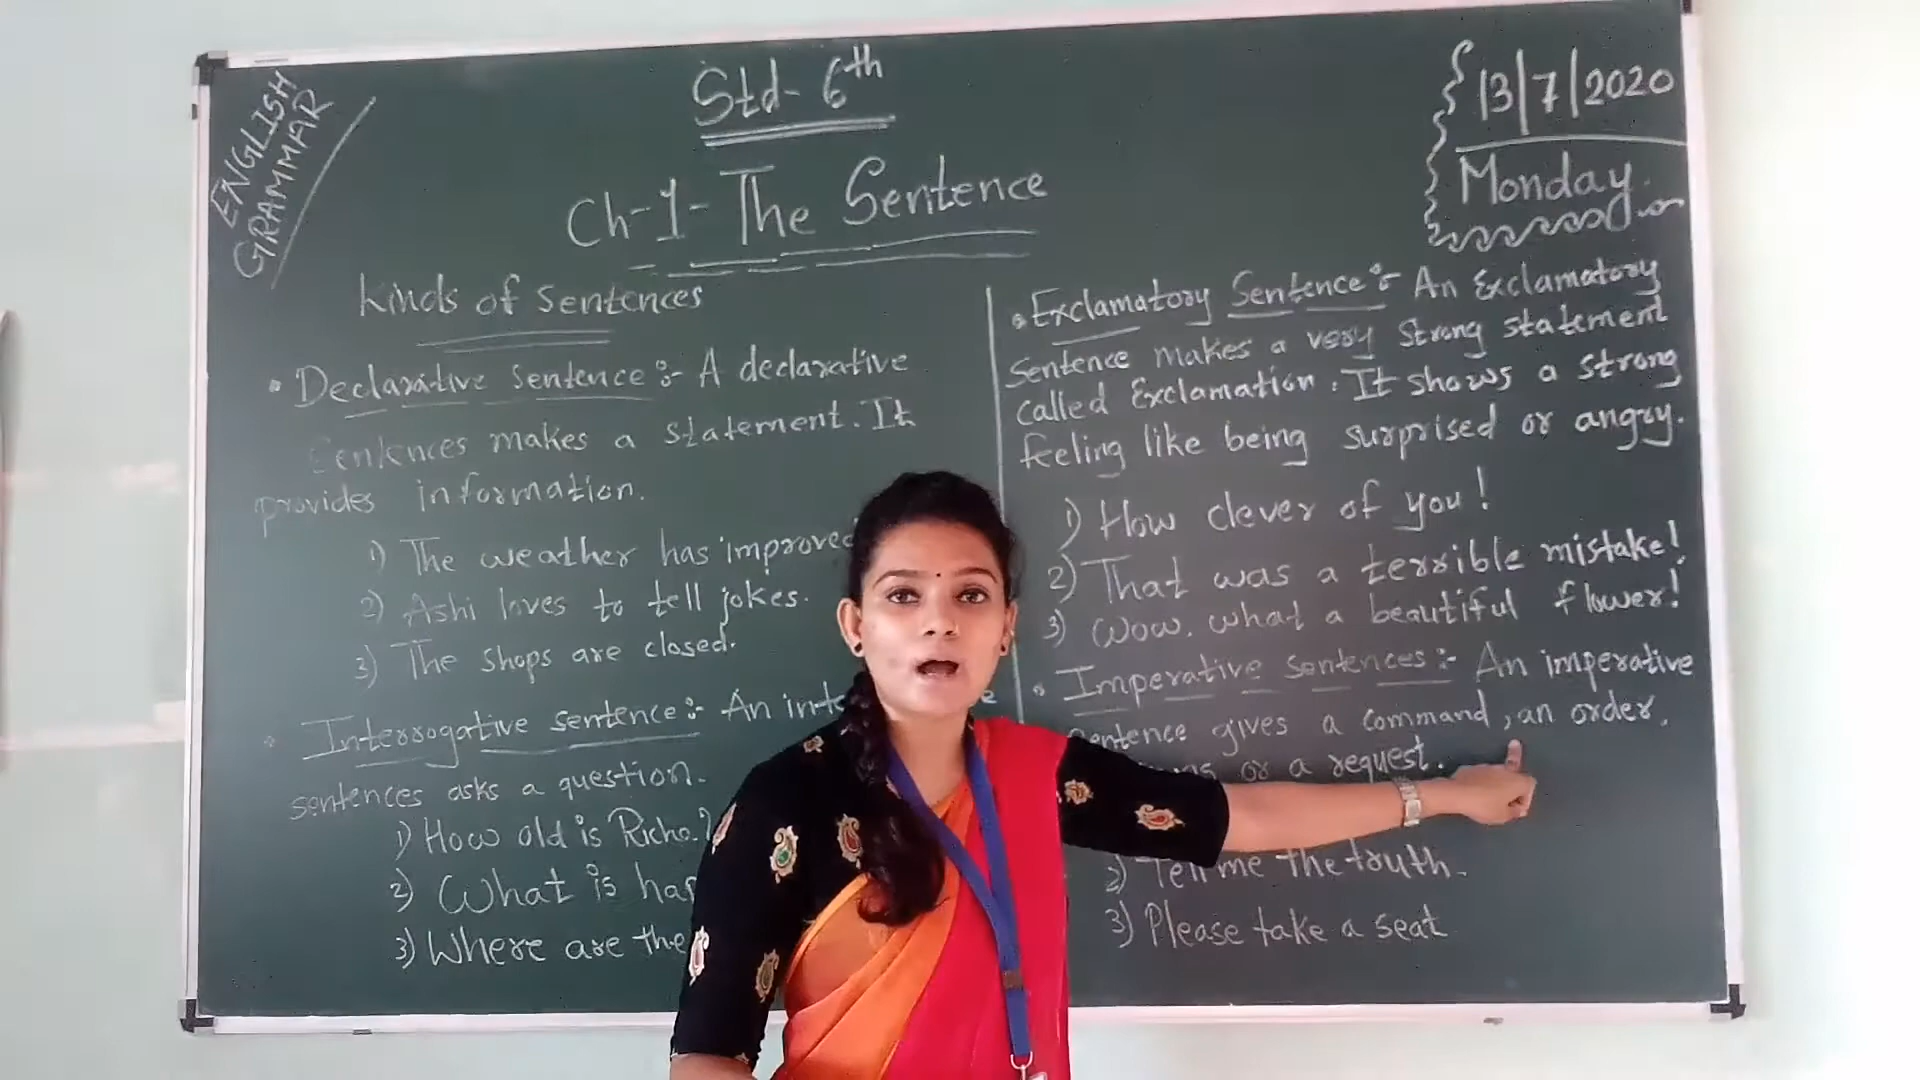 ENGLISH
GRAMMAR
Std- 6th
13/7/2020
Monday
Ch-1- The Sentence
Kinds of Sentences
• Declarative Sentence :- A declarative
Sentences makes a statement. It
provides information.
1) The weather has improved
2) Ashi loves to tell jokes.
3) The shops are closed.
• Interrogative sentence :- An
sentences asks a question.
1) How old is Riche.?
2) What is
3) Where are the
• Exclamatory Sentence :- An Exclamatory
Sentence makes a very strong statement
called Exclamation. It shows a strong
feeling like being surprised or angry.
1) How clever of you!
2) That was a terrible mistake!
3) Wow. what a beautiful flower!
• Imperative sentences :- An imperative
sentence gives a command, an order,
or a request.
2) Tell me the truth.
3) Please take a seat